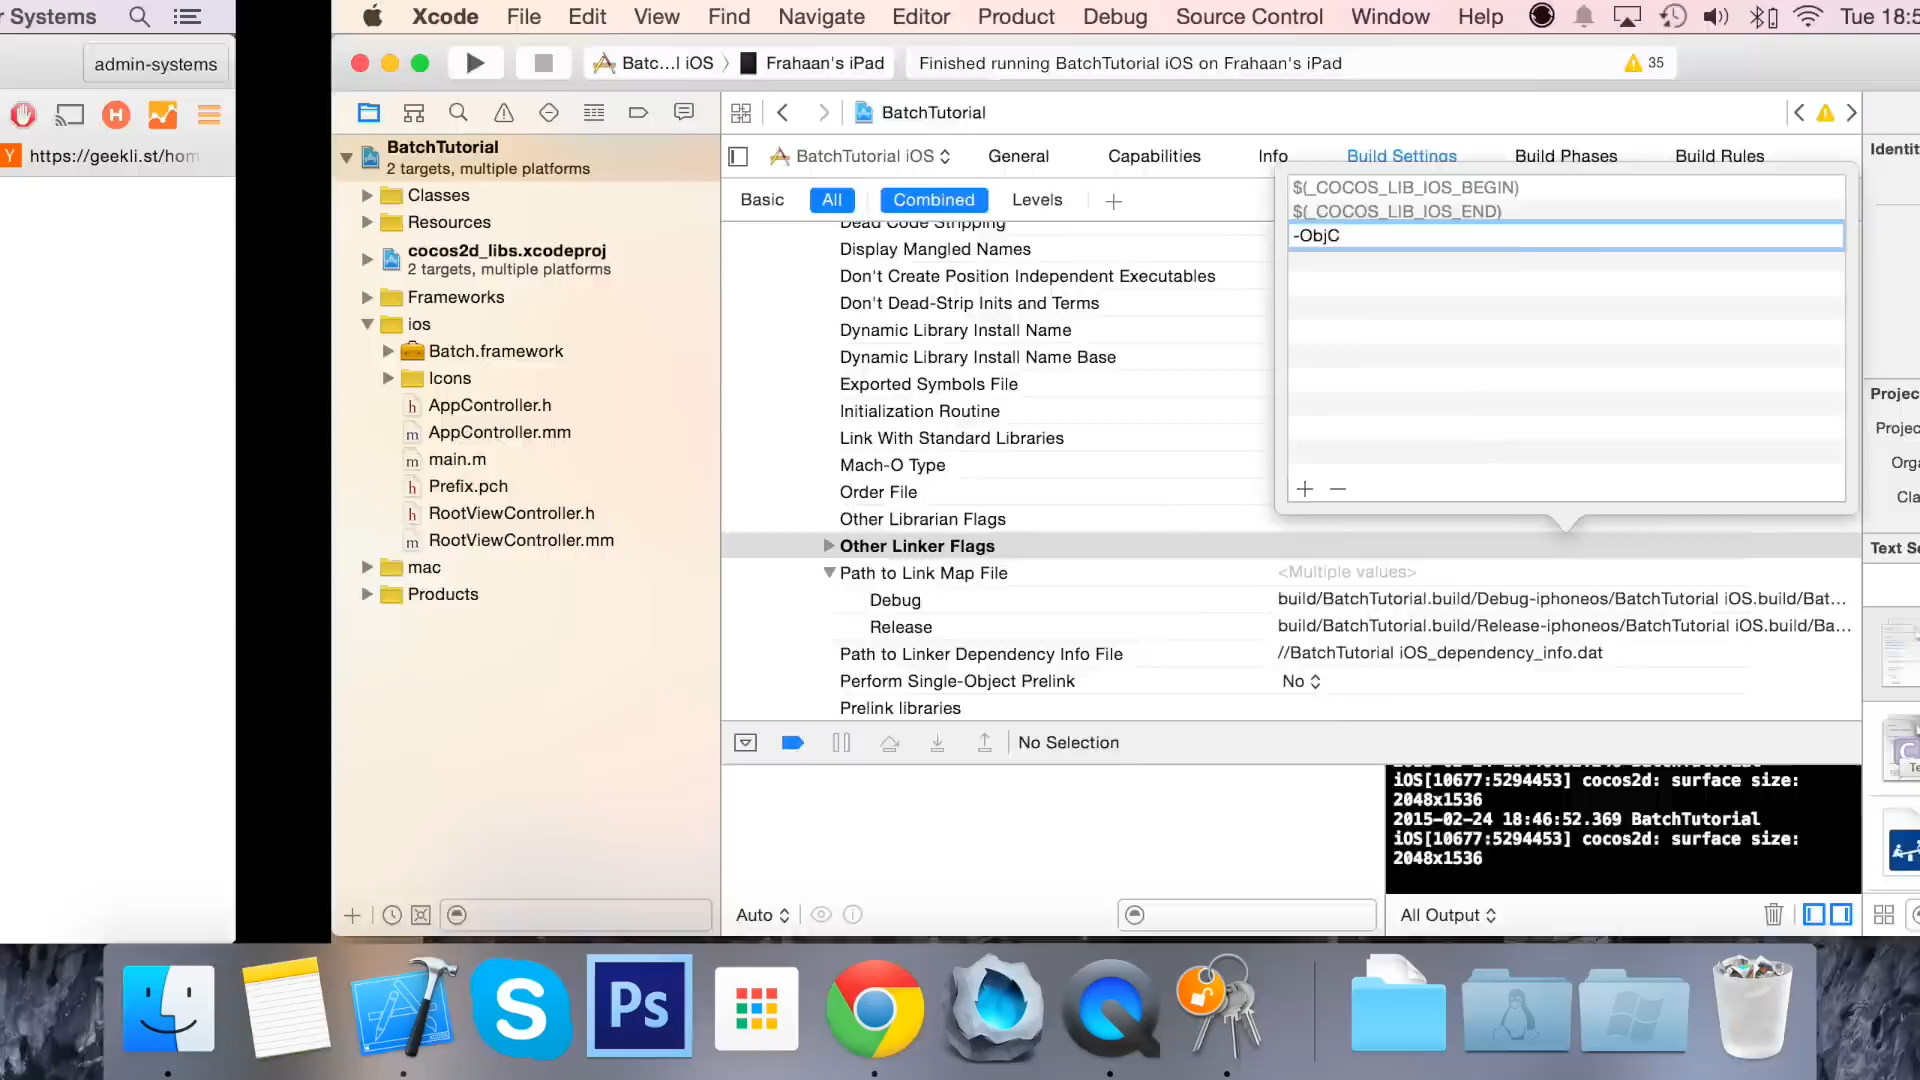 r Systems
Xcode File Edit View Find Navigate Editor Product Debug Source Control Window Help Tue 18:5
admin-systems
Batc...l iOS Frahaan's iPad
Finished running BatchTutorial iOS on Frahaan's iPad
35
Y https://geekli.st/hom
BatchTutorial
2 targets, multiple platforms
Classes
Resources
cocos2d_libs.xcodeproj
2 targets, multiple platforms
Frameworks
ios
Batch.framework
Icons
h AppController.h
m AppController.mm
m main.m
h Prefix.pch
h RootViewController.h
m RootViewController.mm
mac
Products
BatchTutorial
BatchTutorial iOS General Capabilities Info Build Settings Build Phases Build Rules
Basic All Combined Levels
Dead Code Stripping
Display Mangled Names
Don't Create Position Independent Executables
Don't Dead-Strip Inits and Terms
Dynamic Library Install Name
Dynamic Library Install Name Base
Exported Symbols File
Initialization Routine
Link With Standard Libraries
Mach-O Type
Order File
Other Librarian Flags
Other Linker Flags
Path to Link Map File <Multiple values>
Debug build/BatchTutorial.build/Debug-iphoneos/BatchTutorial iOS.build/Bat...
Release build/BatchTutorial.build/Release-iphoneos/BatchTutorial iOS.build/Ba...
Path to Linker Dependency Info File //BatchTutorial iOS_dependency_info.dat
Perform Single-Object Prelink No
Prelink libraries
$(_COCOS_LIB_IOS_BEGIN)
$(_COCOS_LIB_IOS_END)
-ObjC
Identit
Projec
Projec
Orga
Cla
Text Se
No Selection
iOS[10677:5294453] cocos2d: surface size:
2048x1536
2015-02-24 18:46:52.369 BatchTutorial
iOS[10677:5294453] cocos2d: surface size:
2048x1536
Auto
All Output
S
Ps